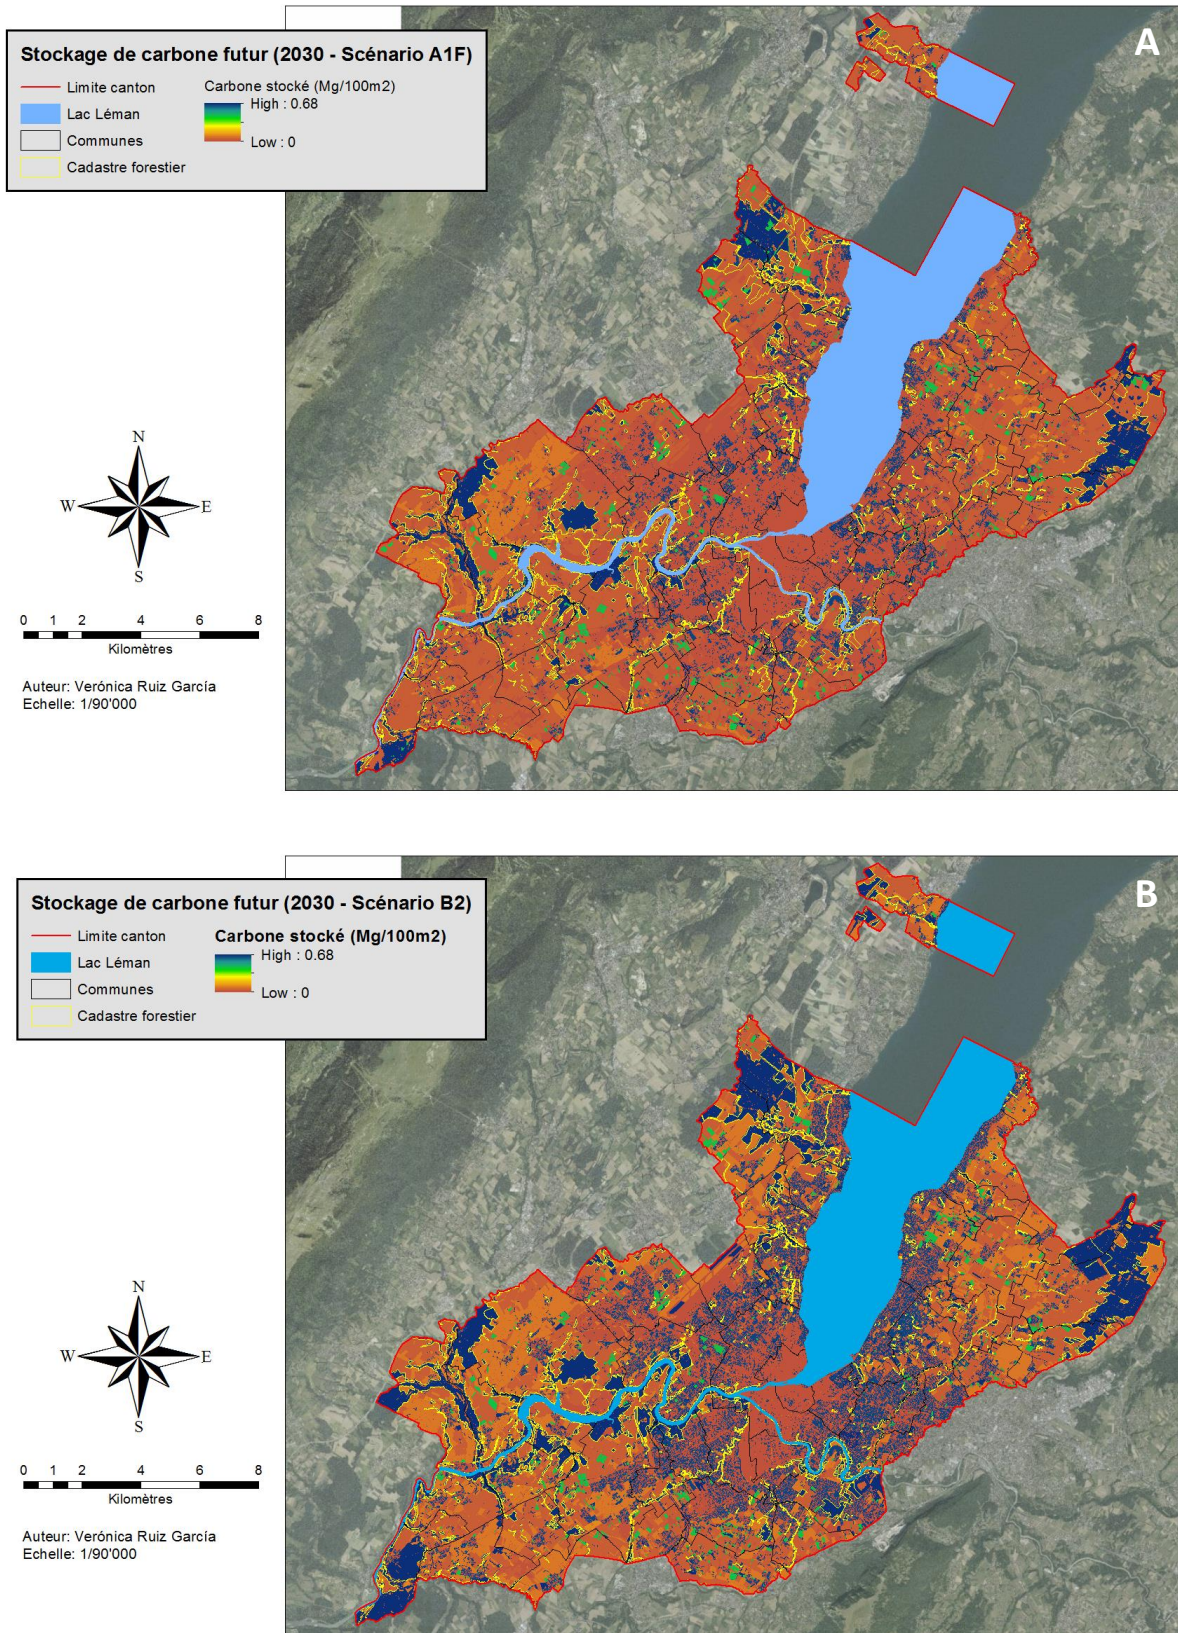 A
Stockage de carbone futur (2030 - Scénario A1F)
Limite canton
Lac Léman
Communes
Cadastre forestier
Carbone stocké (Mg/100m2)
High : 0.68
Low : 0
N
W
E
S
0 1 2 4 6 8
Kilomètres
Auteur: Verónica Ruiz García
Echelle: 1/90'000
B
Stockage de carbone futur (2030 - Scénario B2)
Limite canton
Lac Léman
Communes
Cadastre forestier
Carbone stocké (Mg/100m2)
High : 0.68
Low : 0
N
W
E
S
0 1 2 4 6 8
Kilomètres
Auteur: Verónica Ruiz García
Echelle: 1/90'000